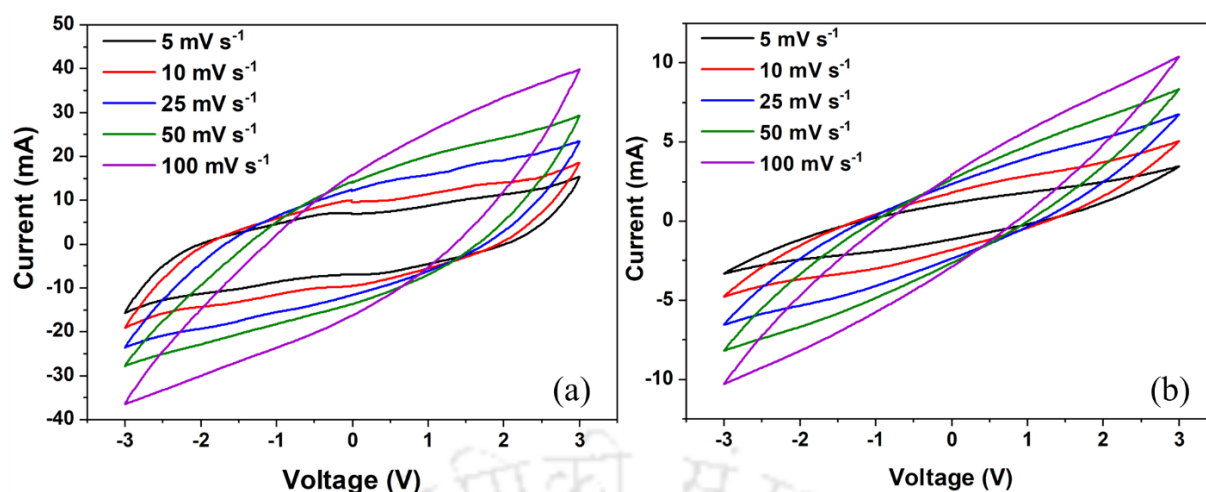 50
40
30
20
10
0
-10
-20
-30
-40
Current (mA)
5 mV s⁻¹
10 mV s⁻¹
25 mV s⁻¹
50 mV s⁻¹
100 mV s⁻¹
(a)
-3 -2 -1 0 1 2 3
Voltage (V)
10
5
0
-5
-10
Current (mA)
5 mV s⁻¹
10 mV s⁻¹
25 mV s⁻¹
50 mV s⁻¹
100 mV s⁻¹
(b)
-3 -2 -1 0 1 2 3
Voltage (V)